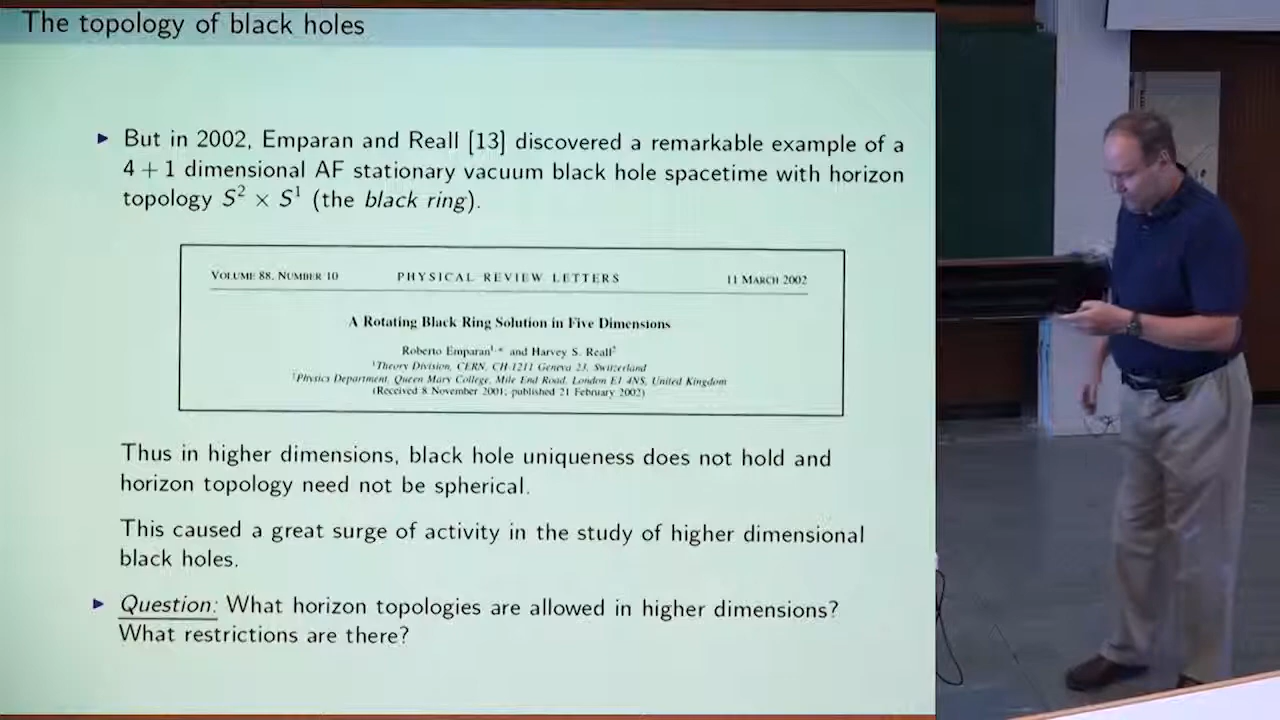 The topology of black holes
But in 2002, Emparan and Reall [13] discovered a remarkable example of a
4 + 1 dimensional AF stationary vacuum black hole spacetime with horizon
topology S² × S¹ (the black ring).
VOLUME 88, NUMBER 10 PHYSICAL REVIEW LETTERS 11 MARCH 2002
A Rotating Black Ring Solution in Five Dimensions
Roberto Emparan¹,* and Harvey S. Reall²
¹Theory Division, CERN, CH-1211 Geneva 23, Switzerland
²Physics Department, Queen Mary College, Mile End Road, London E1 4NS, United Kingdom
(Received 8 November 2001; published 21 February 2002)
Thus in higher dimensions, black hole uniqueness does not hold and
horizon topology need not be spherical.
This caused a great surge of activity in the study of higher dimensional
black holes.
Question: What horizon topologies are allowed in higher dimensions?
What restrictions are there?